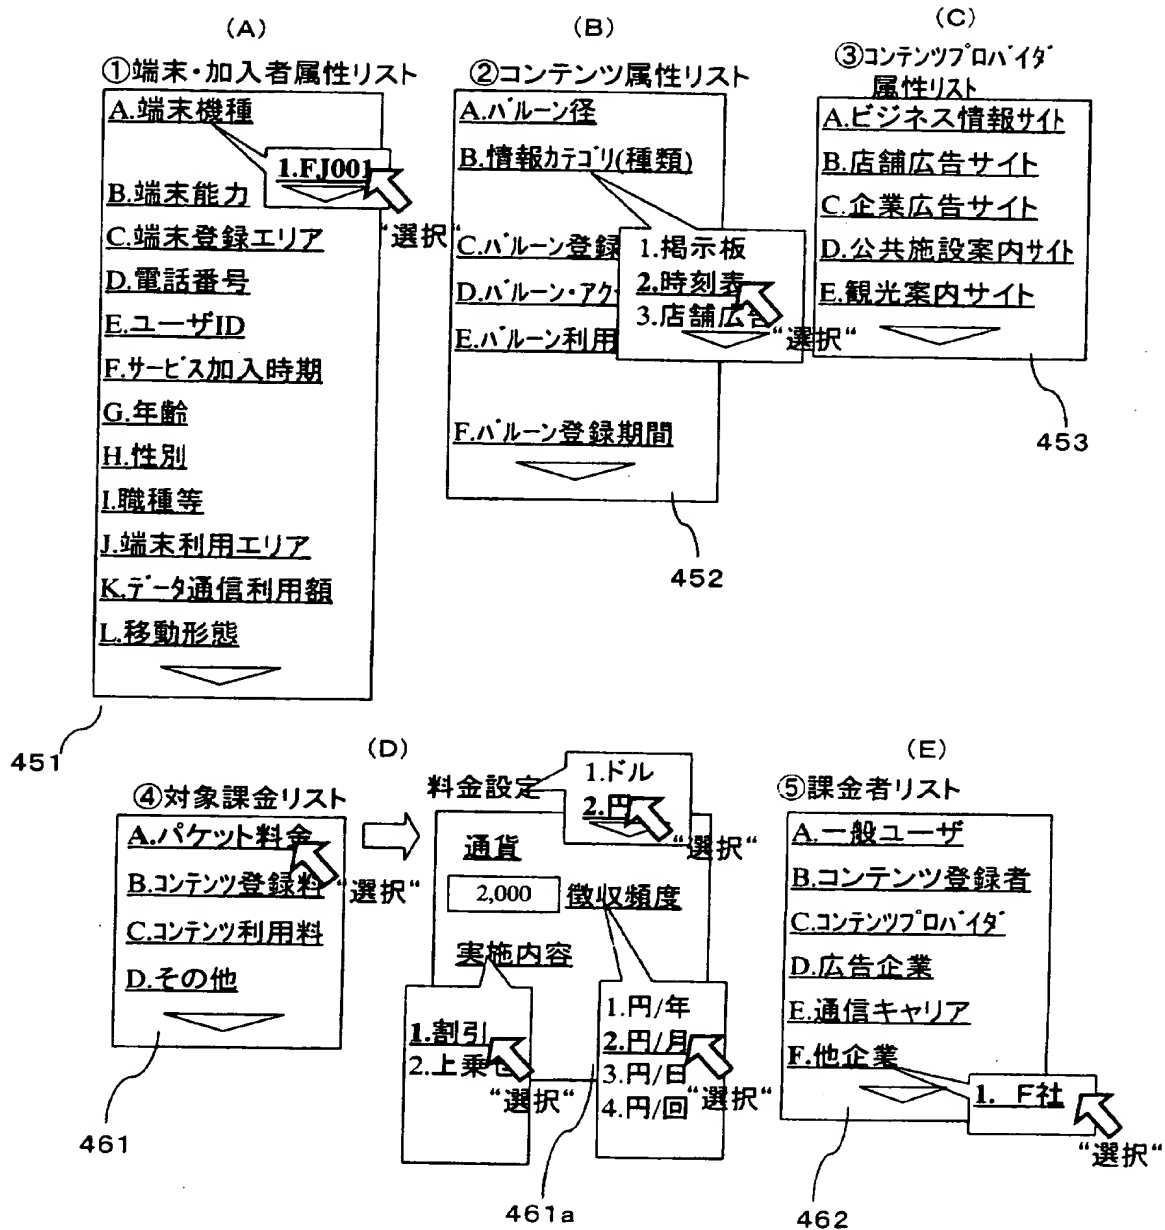 (A)
①端末・加入者属性リスト
A.端末機種
1.FJ001
"選択"
B.端末能力
C.端末登録エリア
D.電話番号
E.ユーザID
F.サービス加入時期
G.年齢
H.性別
I.職種等
J.端末利用エリア
K.データ通信利用額
L.移動形態
451
(B)
②コンテンツ属性リスト
A.バルーン径
B.情報カテゴリ(種類)
1.掲示板
2.時刻表
3.店舗広告
"選択"
C.バルーン登録
D.バルーン・アク
E.バルーン利用
F.バルーン登録期間
452
(C)
③コンテンツプロバイダ
属性リスト
A.ビジネス情報サイト
B.店舗広告サイト
C.企業広告サイト
D.公共施設案内サイト
E.観光案内サイト
453
(D)
④対象課金リスト
A.パケット料金
"選択"
B.コンテンツ登録料
C.コンテンツ利用料
D.その他
461
料金設定
1.ドル
2.円
"選択"
通貨
2,000 徴収頻度
実施内容
1.割引
2.上乗せ
"選択"
1.円/年
2.円/月
3.円/日
4.円/回
"選択"
461a
(E)
⑤課金者リスト
A.一般ユーザ
B.コンテンツ登録者
C.コンテンツプロバイダ
D.広告企業
E.通信キャリア
F.他企業
1. F社
"選択"
462